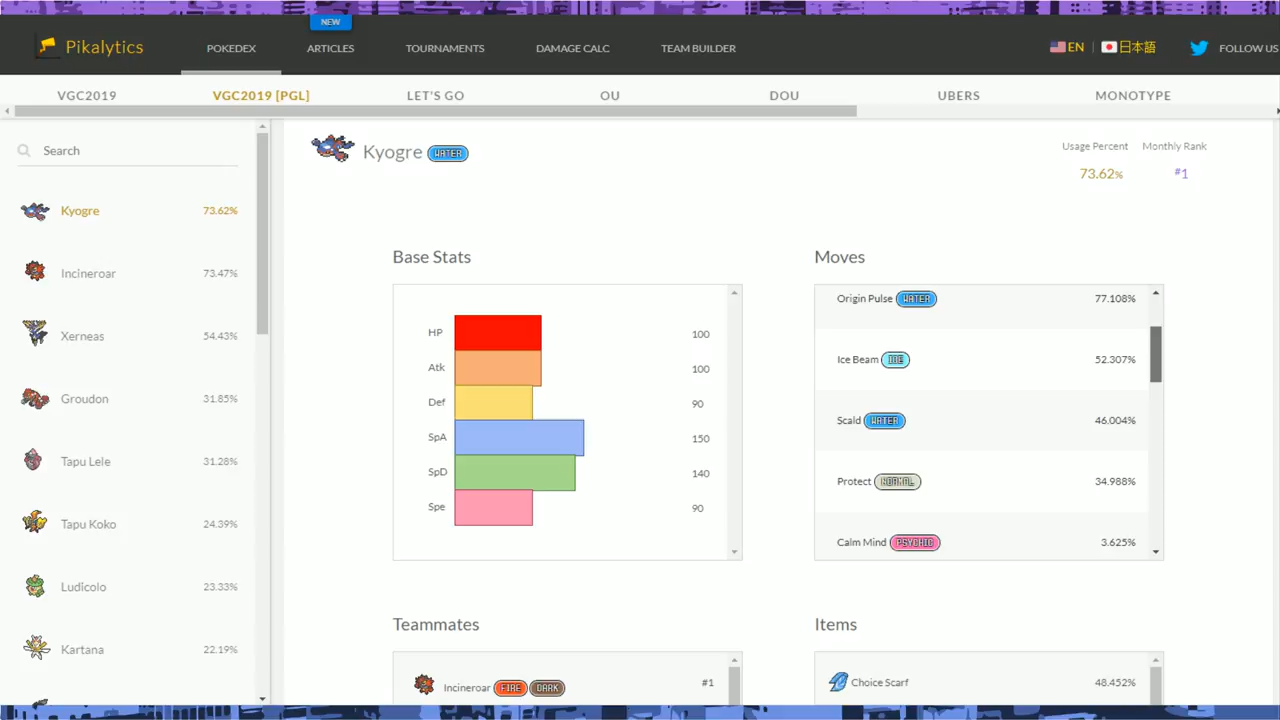 NEW
Pikalytics
POKEDEX
ARTICLES
TOURNAMENTS
DAMAGE CALC
TEAM BUILDER
EN | 日本語
FOLLOW US
VGC2019
VGC2019 [PGL]
LET'S GO
OU
DOU
UBERS
MONOTYPE
Search
Kyogre 73.62%
Incineroar 73.47%
Xerneas 54.43%
Groudon 31.85%
Tapu Lele 31.28%
Tapu Koko 24.39%
Ludicolo 23.33%
Kartana 22.19%
Kyogre WATER
Usage Percent Monthly Rank
73.62% #1
Base Stats
HP 100
Atk 100
Def 90
SpA 150
SpD 140
Spe 90
Moves
Origin Pulse WATER 77.108%
Ice Beam ICE 52.307%
Scald WATER 46.004%
Protect NORMAL 34.988%
Calm Mind PSYCHIC 3.625%
Teammates
Incineroar FIRE DARK #1
Items
Choice Scarf 48.452%